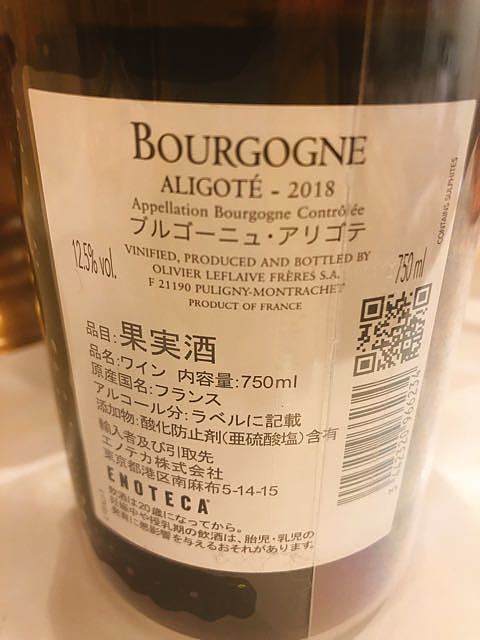 BOURGOGNE
ALIGOTÉ - 2018
Appellation Bourgogne Contrôlée
ブルゴーニュ・アリゴテ
12.5% vol.
750 ml
CONTAINS SULPHITES
VINIFIED, PRODUCED AND BOTTLED BY
OLIVIER LEFLAIVE FRÈRES S.A.
F 21190 PULIGNY-MONTRACHET
PRODUCT OF FRANCE
品目:果実酒
品名:ワイン 内容量:750ml
原産国名:フランス
アルコール分:ラベルに記載
添加物:酸化防止剤(亜硫酸塩)含有
輸入者及び引取先
エノテカ株式会社
東京都港区南麻布5-14-15
ENOTECA
飲酒は20歳になってから。
妊娠中や授乳期の飲酒は、胎児・乳児の
発育に悪影響を与えるおそれがあります。